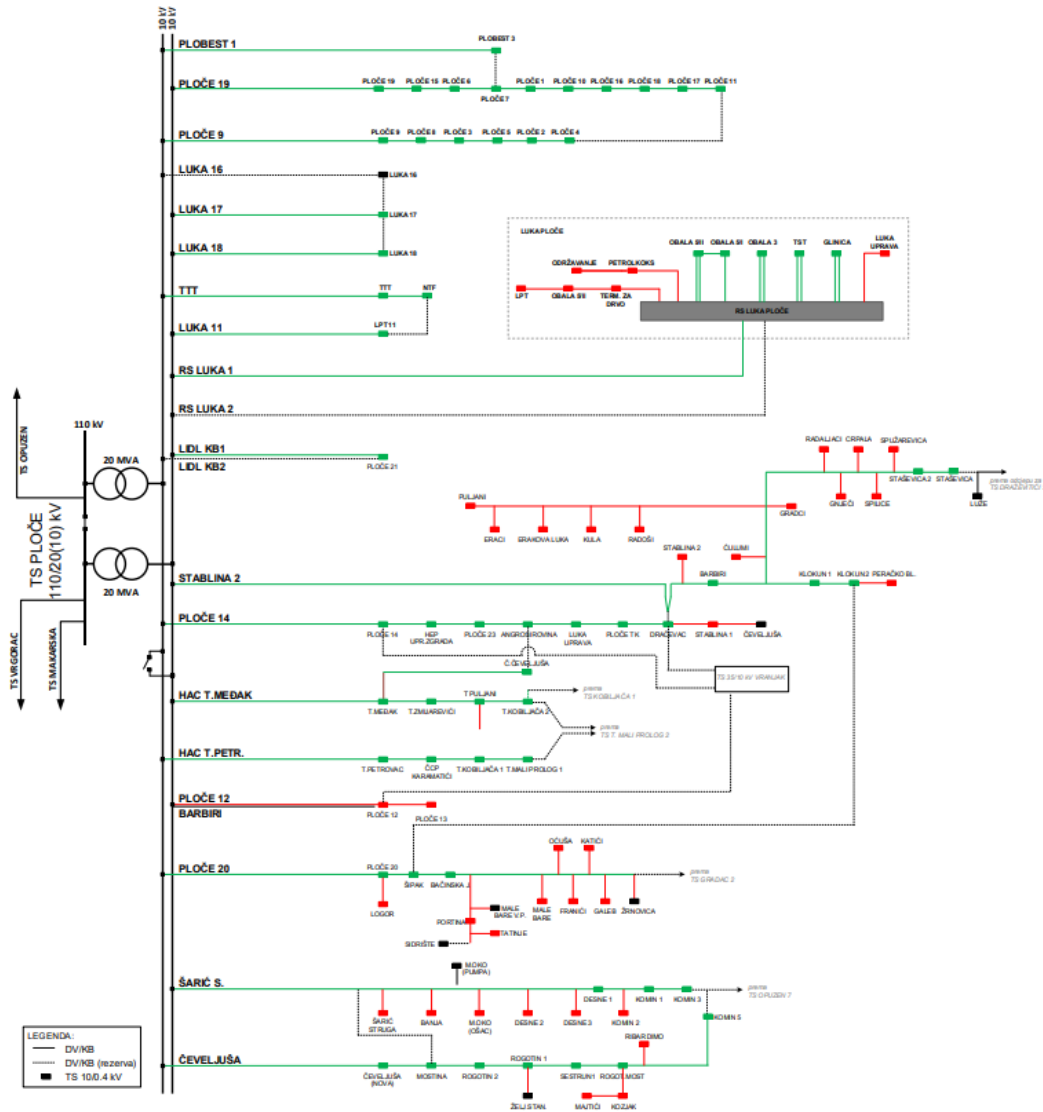 10 kV
10 kV
PLOBEST 1
PLOBEST 3
PLOČE 19
PLOČE 19
PLOČE 15
PLOČE 6
PLOČE 7
PLOČE 1
PLOČE 10
PLOČE 16
PLOČE 18
PLOČE 17
PLOČE 11
PLOČE 9
PLOČE 9
PLOČE 8
PLOČE 3
PLOČE 5
PLOČE 2
PLOČE 4
LUKA 16
LUKA 16
LUKA 17
LUKA 17
LUKA 18
LUKA 18
LUKA PLOČE
OBALA 5/I
OBALA 3
TST
GLINICA
LUKA
UPRAVA
ODRŽAVANJE
PETROLKOKS
LPT
OBALA 5/II
TERM. ZA
DRVO
RS LUKA PLOČE
TTT
TTT
NTF
LUKA 11
LPT11
RS LUKA 1
RS LUKA 2
LIDL KB1
LIDL KB2
PLOČE 21
TS OPUZEN
110 kV
20 MVA
TS PLOČE
110/20(10) kV
20 MVA
TS VRGORAC
TS MAKARSKA
RADALJACI
CRPALA
SPUŽAREVICA
GNJEČI
SPILICE
STAŠEVICA 2
STAŠEVICA
LUŽE
prema odcjepu za
TS DRAŽEVITIĆI
PULJANI
ERACI
ERAKOVA LUKA
KULA
RADOŠI
GRADCI
STABLINA 2
STABLINA 2
ČULJMI
BARBIRI
KLOKUN 1
KLOKUN 2
PERAČKO BL.
PLOČE 14
PLOČE 14
HEP
UPR.ZGRADA
PLOČE 23
ANGROSIROVINA
LUKA
UPRAVA
PLOČE TK
DRAČEVAC
STABLINA 1
ČEVELJUŠA
Č.ČEVELJUŠA
TS 35/10 kV VRANJAK
HAC T.MEĐAK
T.MEĐAK
T.ZMIJAREVIĆI
T.PULJANI
T.KOBILJAČA 2
prema
TS KOBILJAČA 1
prema
TS T. MALI PROLOG 2
HAC T.PETR.
T.PETROVAC
ČCP
KARAMATIĆI
T.KOBILJAČA 1
T.MALI PROLOG 1
PLOČE 12
BARBIRI
PLOČE 12
PLOČE 13
PLOČE 20
PLOČE 20
LOGOR
ŠIPAK
BAĆINSKA J.
OČUŠA
KATIĆI
prema
TS GRADAC 2
MALE
BARE V.P.
PORTINA
TATINJE
SIDRIŠTE
MALE
BARE
FRANIĆI
GALEB
ŽRNOVICA
M.OKO
(PUMPA)
ŠARIĆ S.
ŠARIĆ
STRUGA
BANJA
M.OKO
(OŠAC)
DESNE 2
DESNE 1
DESNE 3
KOMIN 2
KOMIN 1
KOMIN 3
prema
TS OPUZEN 7
KOMIN 5
ČEVELJUŠA
ČEVELJUŠA
(NOVA)
MOSTINA
ROGOTIN 2
ROGOTIN 1
SESTRUN1
ROGOT.MOST
RIBAR DIMO
ŽELJ.STAN.
MAJTIĆI
KOZJAK
LEGENDA:
DV/KB
DV/KB (rezerva)
TS 10/0.4 kV